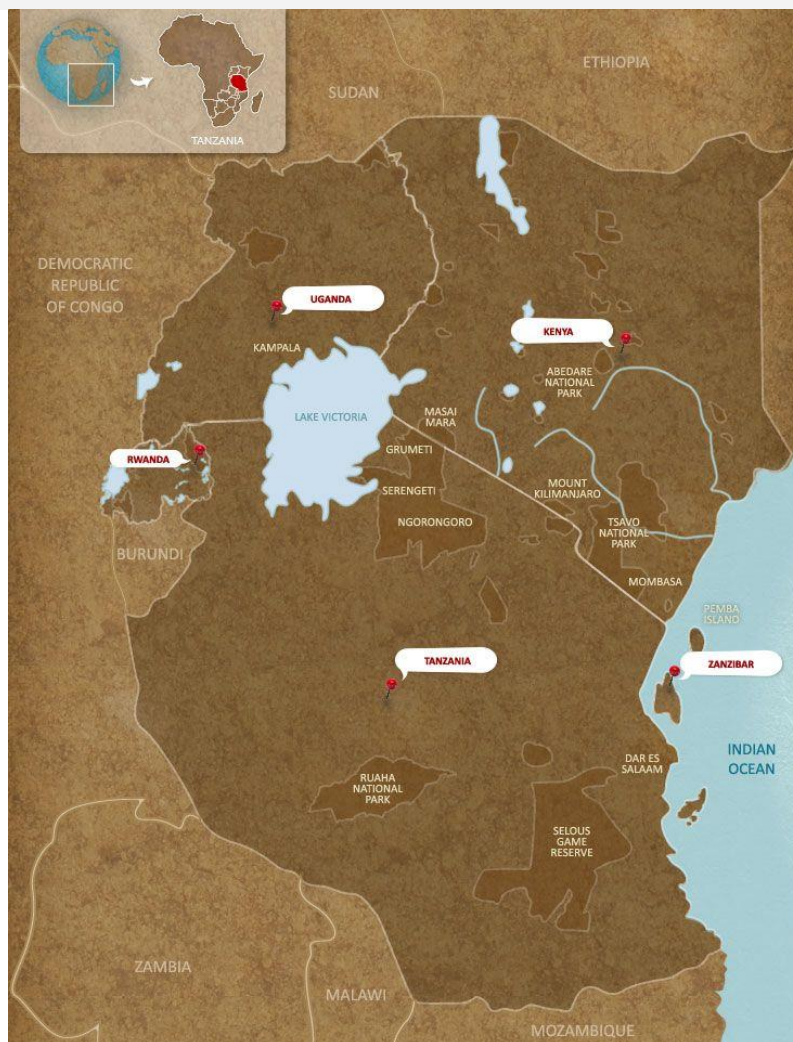 TANZANIA
SUDAN
ETHIOPIA
DEMOCRATIC
REPUBLIC
OF CONGO
UGANDA
KAMPALA
KENYA
ABEDARE
NATIONAL
PARK
LAKE VICTORIA
MASAI
MARA
GRUMETI
RWANDA
SERENGETI
MOUNT
KILIMANJARO
NGORONGORO
TSAVO
NATIONAL
PARK
BURUNDI
MOMBASA
PEMBA
ISLAND
TANZANIA
ZANZIBAR
INDIAN
OCEAN
DAR ES
SALAAM
RUAHA
NATIONAL
PARK
SELOUS
GAME
RESERVE
ZAMBIA
MALAWI
MOZAMBIQUE